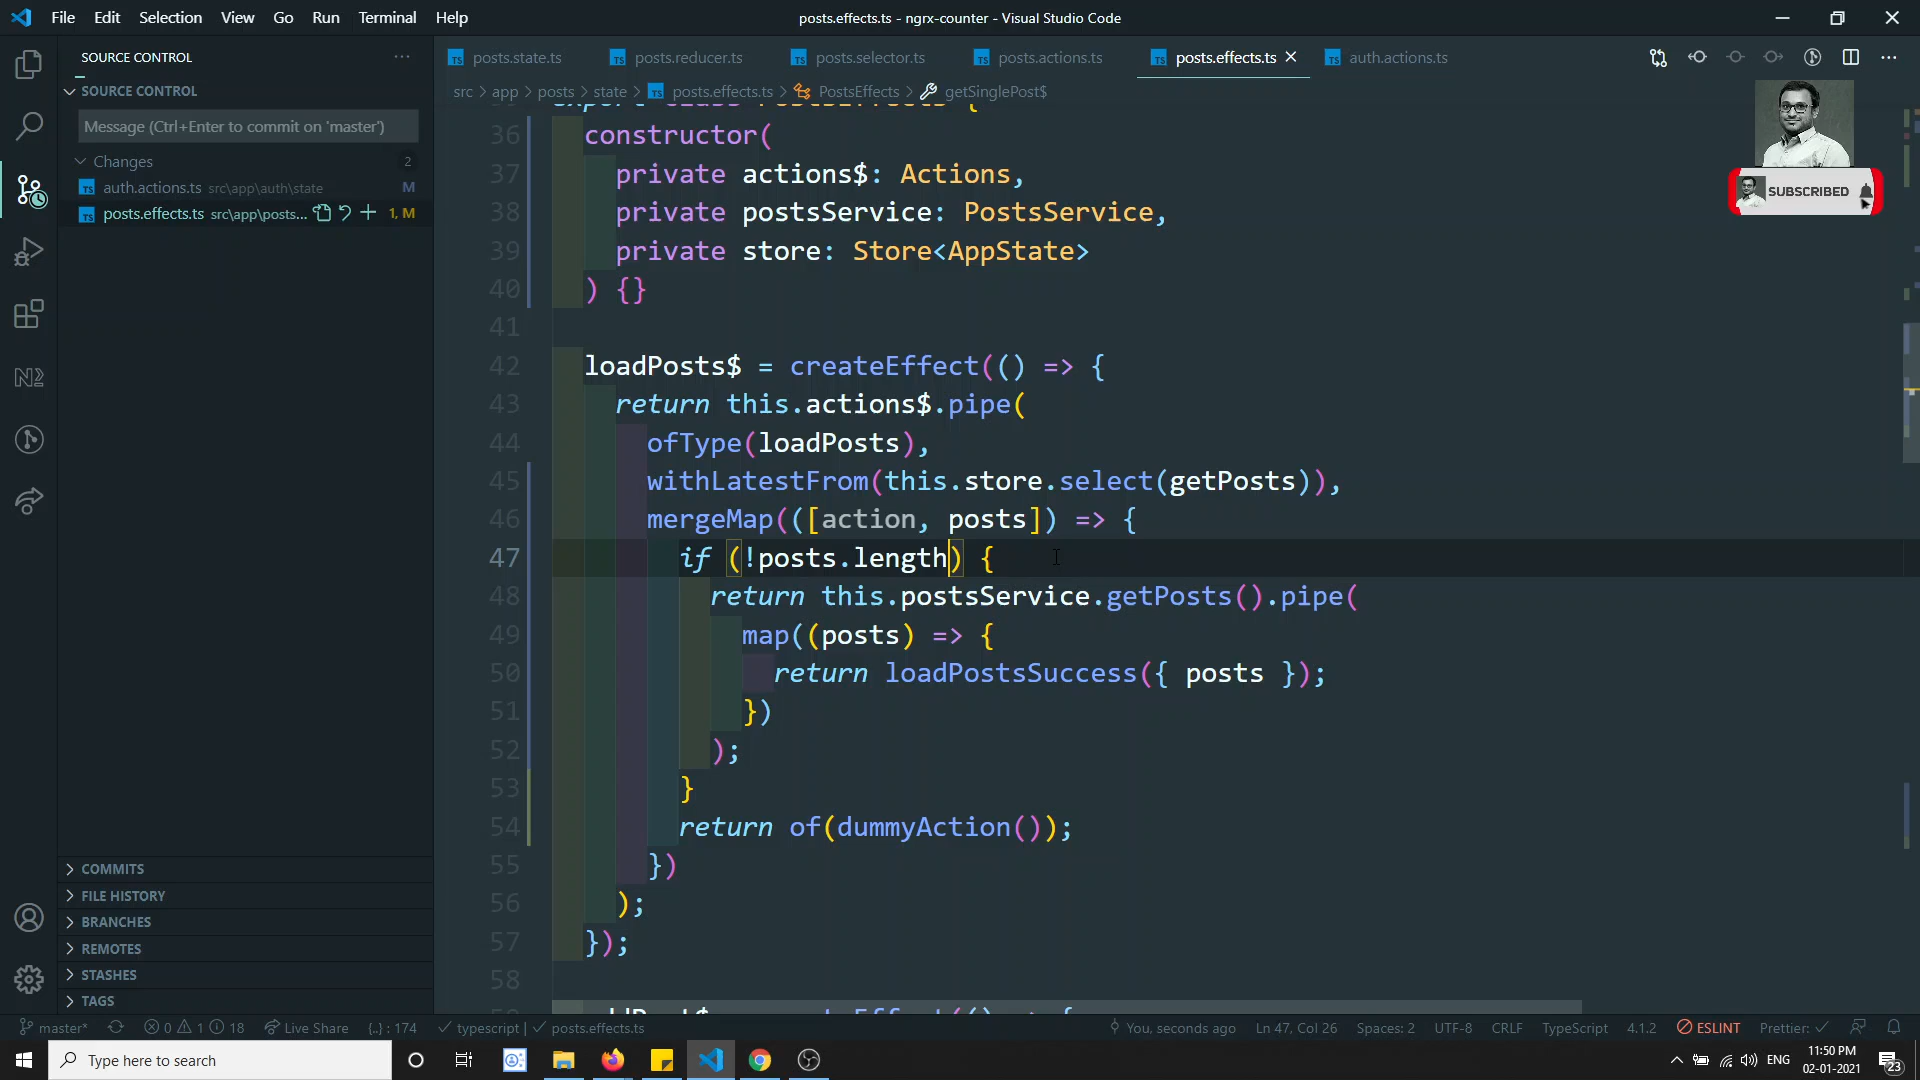 File Edit Selection View Go Run Terminal Help
posts.effects.ts - ngrx-counter - Visual Studio Code
SOURCE CONTROL
posts.state.ts posts.reducer.ts posts.selector.ts posts.actions.ts posts.effects.ts auth.actions.ts
SOURCE CONTROL
src > app > posts > state > posts.effects.ts > PostsEffects > getSinglePost$
Message (Ctrl+Enter to commit on 'master')
Changes 2
auth.actions.ts src\app\auth\state M
posts.effects.ts src\app\posts... 1, M
SUBSCRIBED
36 constructor(
37 private actions$: Actions,
38 private postsService: PostsService,
39 private store: Store<AppState>
40 ) {}
41
42 loadPosts$ = createEffect(() => {
43 return this.actions$.pipe(
44 ofType(loadPosts),
45 withLatestFrom(this.store.select(getPosts)),
46 mergeMap(([action, posts]) => {
47 if (!posts.length) {
48 return this.postsService.getPosts().pipe(
49 map((posts) => {
50 return loadPostsSuccess({ posts });
51 })
52 );
53 }
54 return of(dummyAction());
55 })
56 );
57 });
58
COMMITS
FILE HISTORY
BRANCHES
REMOTES
STASHES
TAGS
master* 0 1 18 Live Share {..} : 174 typescript | posts.effects.ts You, seconds ago Ln 47, Col 26 Spaces: 2 UTF-8 CRLF TypeScript 4.1.2 ESLINT Prettier: ✓
Type here to search
ENG
11:50 PM
02-01-2021
23